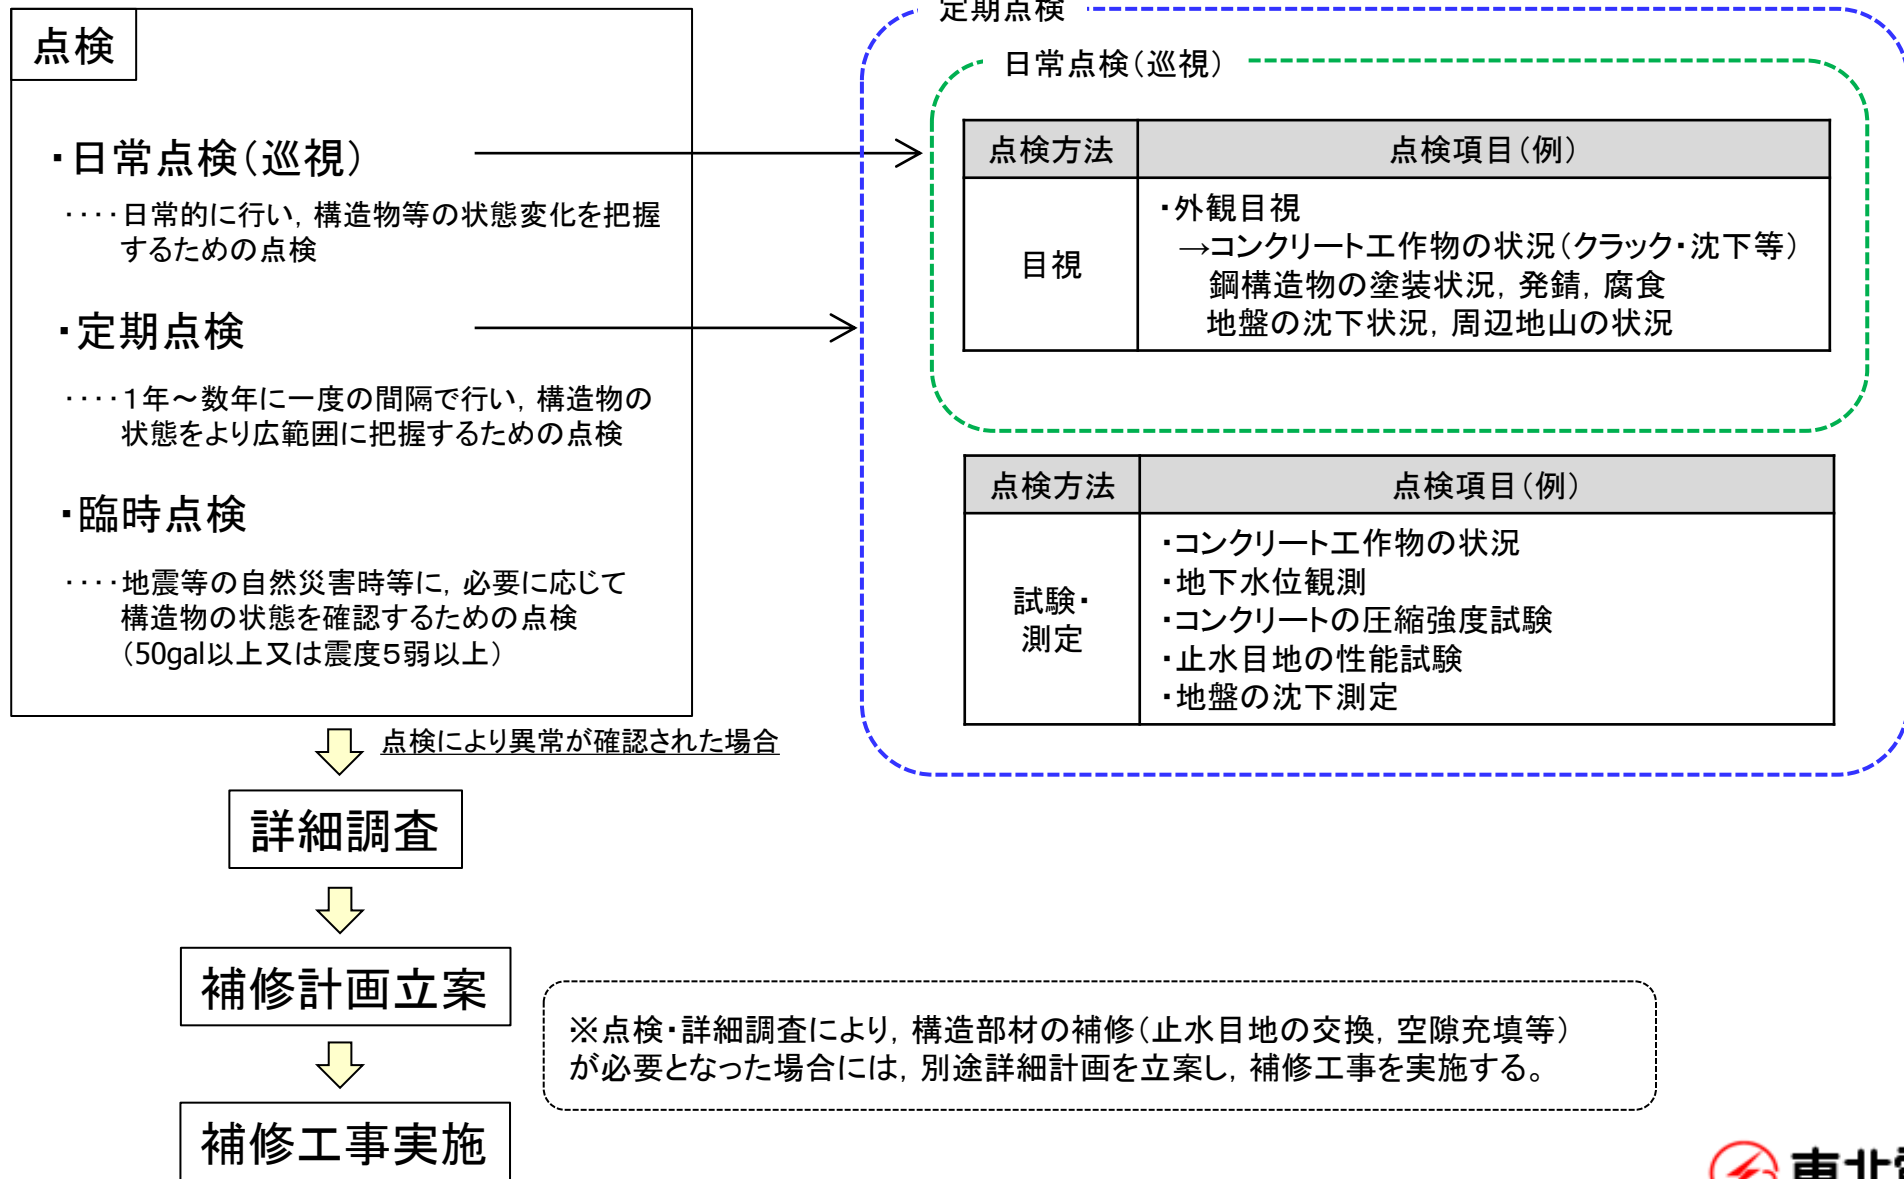 点検
・日常点検（巡視）
‥‥日常的に行い，構造物等の状態変化を把握
するための点検
・定期点検
‥‥１年～数年に一度の間隔で行い，構造物の
状態をより広範囲に把握するための点検
・臨時点検
‥‥地震等の自然災害時等に，必要に応じて
構造物の状態を確認するための点検
（50gal以上又は震度５弱以上）
定期点検
日常点検（巡視）
点検方法 点検項目（例）
目視
・外観目視
→コンクリート工作物の状況（クラック・沈下等）
鋼構造物の塗装状況，発錆，腐食
地盤の沈下状況，周辺地山の状況
点検方法 点検項目（例）
試験・
測定
・コンクリート工作物の状況
・地下水位観測
・コンクリートの圧縮強度試験
・止水目地の性能試験
・地盤の沈下測定
点検により異常が確認された場合
詳細調査
補修計画立案
補修工事実施
※点検・詳細調査により，構造部材の補修（止水目地の交換，空隙充填等）
が必要となった場合には，別途詳細計画を立案し，補修工事を実施する。
東北